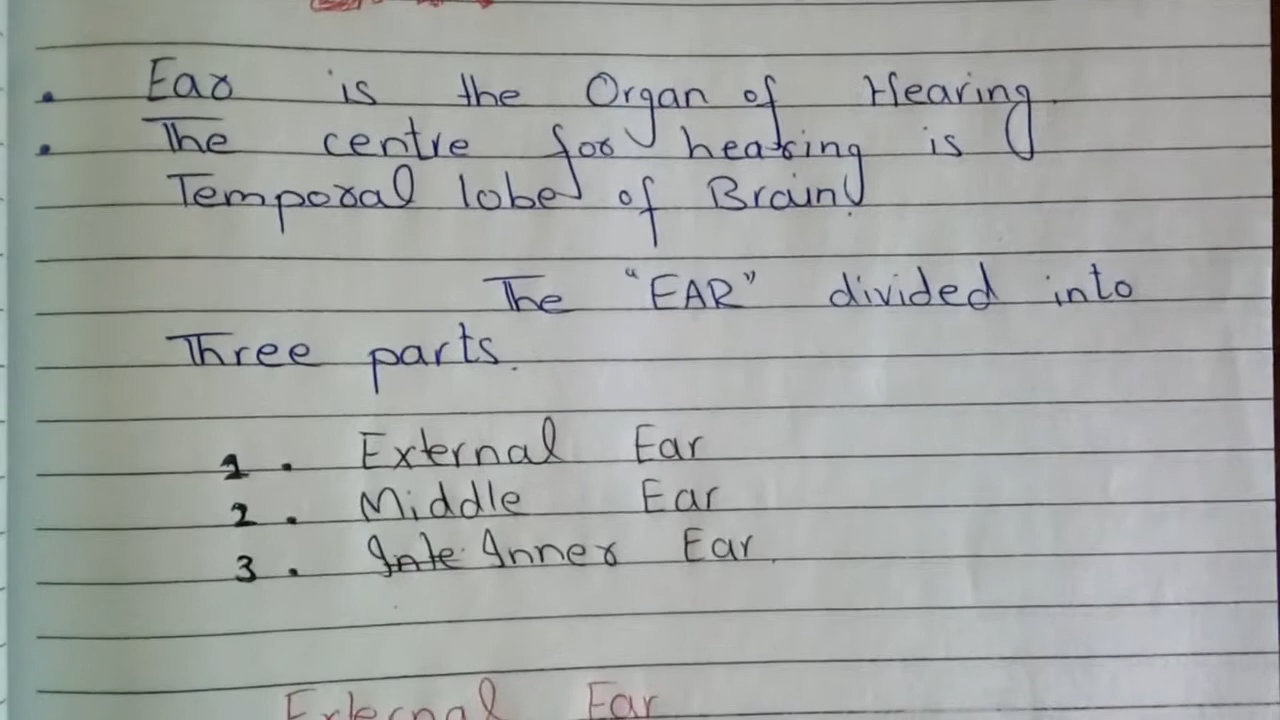 • Ear is the Organ of Hearing.
• The centre for hearing is
Temporal lobe of Brain.
The "EAR" divided into
Three parts.
1. External Ear
2. Middle Ear
3. Inte Inner Ear.
External Ear